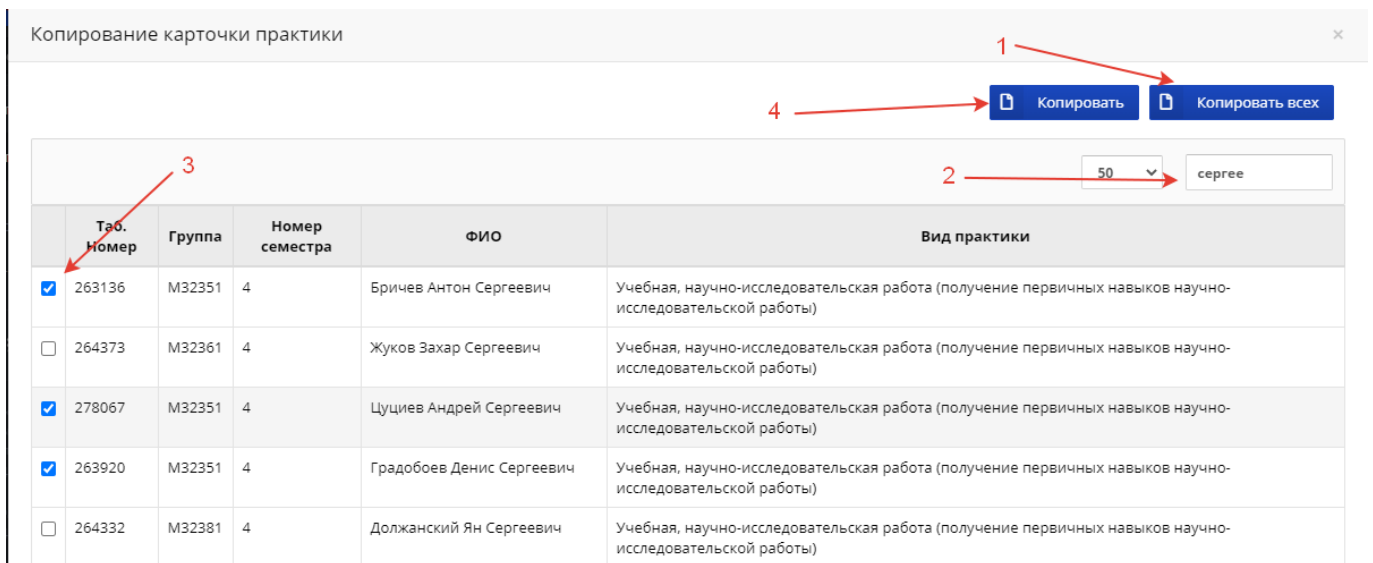 Копирование карточки практики
×
1
4
Копировать
Копировать всех
3
2
50
сергее
Таб. Номер
Группа
Номер семестра
ФИО
Вид практики
263136 M32351 4 Бричев Антон Сергеевич Учебная, научно-исследовательская работа (получение первичных навыков научно-
исследовательской работы)
264373 M32361 4 Жуков Захар Сергеевич Учебная, научно-исследовательская работа (получение первичных навыков научно-
исследовательской работы)
278067 M32351 4 Цуциев Андрей Сергеевич Учебная, научно-исследовательская работа (получение первичных навыков научно-
исследовательской работы)
263920 M32351 4 Градобоев Денис Сергеевич Учебная, научно-исследовательская работа (получение первичных навыков научно-
исследовательской работы)
264332 M32381 4 Должанский Ян Сергеевич Учебная, научно-исследовательская работа (получение первичных навыков научно-
исследовательской работы)